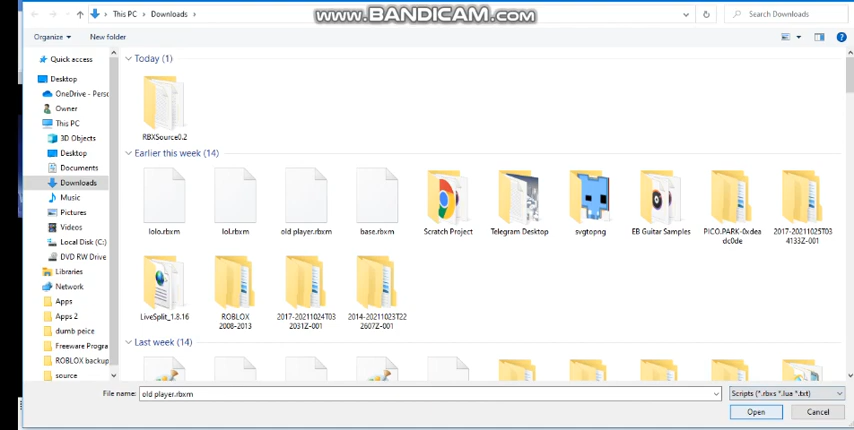 www.BANDICAM.com
This PC > Downloads >
Search Downloads
Organize
New folder
Quick access
Desktop
OneDrive - Perso
Owner
This PC
3D Objects
Desktop
Documents
Downloads
Music
Pictures
Videos
Local Disk (C:)
DVD RW Drive
Libraries
Network
Apps
Apps 2
dumb peice
Freeware Progra
ROBLOX backup
source
Today (1)
RBXSource0.2
Earlier this week (14)
lolo.rbxm
lol.rbxm
old player.rbxm
base.rbxm
Scratch Project
Telegram Desktop
svgtopng
EB Guitar Samples
PICO.PARK-0xdea
dc0de
2017-20211025T03
4133Z-001
LiveSplit_1.8.16
ROBLOX
2008-2013
2017-20211024T03
2031Z-001
2014-20211023T22
2607Z-001
Last week (14)
File name:
old player.rbxm
Scripts (*.rbxs *.lua *.txt)
Open
Cancel